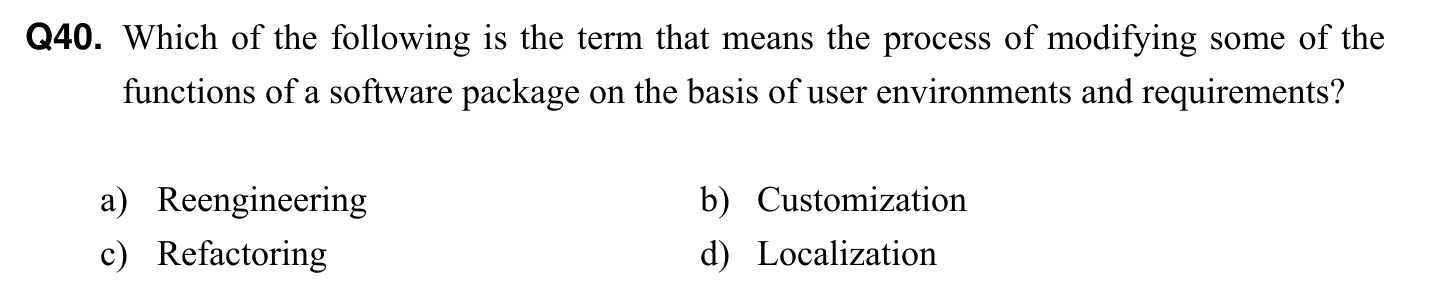 Q40. Which of the following is the term that means the process of modifying some of the
functions of a software package on the basis of user environments and requirements?
a) Reengineering b) Customization
c) Refactoring d) Localization